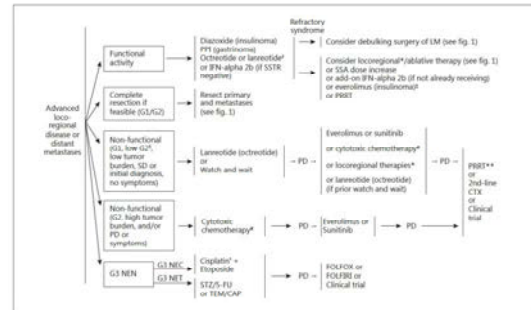 Refractory
syndrome
Advanced
loco-
regional
disease or
distant
metastases
Functional
activity
Diazoxide (insulinoma)
PPI (gastrinoma)
Octreotide or lanreotide
or IFN-alpha 2b (if SSTR
negative)
Consider debulking surgery of LM (see fig. 1)
Consider locoregional*/ablative therapy (see fig. 1)
or SSA dose increase
or add-on IFN-alpha 2b (if not already receiving)
or everolimus (insulinoma)
or PRRT
Complete
resection if
feasible (G1/G2)
Resect primary
and metastases
(see fig. 1)
Non-functional
(G1, low G2, low
tumor burden, SD or
initial diagnosis,
no symptoms)
Lanreotide (octreotide)
or
Watch and wait
PD
Everolimus or sunitinib
or cytotoxic chemotherapy
or locoregional therapies
or lanreotide (octreotide)
(if prior watch and wait)
PD
PRRT**
or
2nd-line
CTX
or
Clinical
trial
Non-functional
(G2, high tumor
burden, and/or
PD or
symptoms)
Cytotoxic
chemotherapy
PD
Everolimus or
Sunitinib
PD
G3 NEN
G3 NEC
Cisplatin +
Etoposide
G3 NET
STZ/5-FU
or TEM/CAP
PD
FOLFOX
or FOLFIRI or
Clinical trial